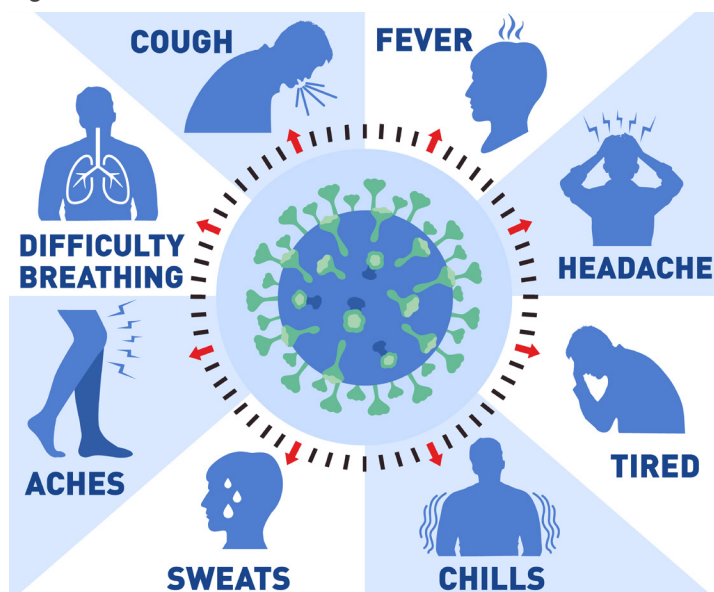 COUGH
FEVER
HEADACHE
TIRED
CHILLS
SWEATS
ACHES
DIFFICULTY
BREATHING